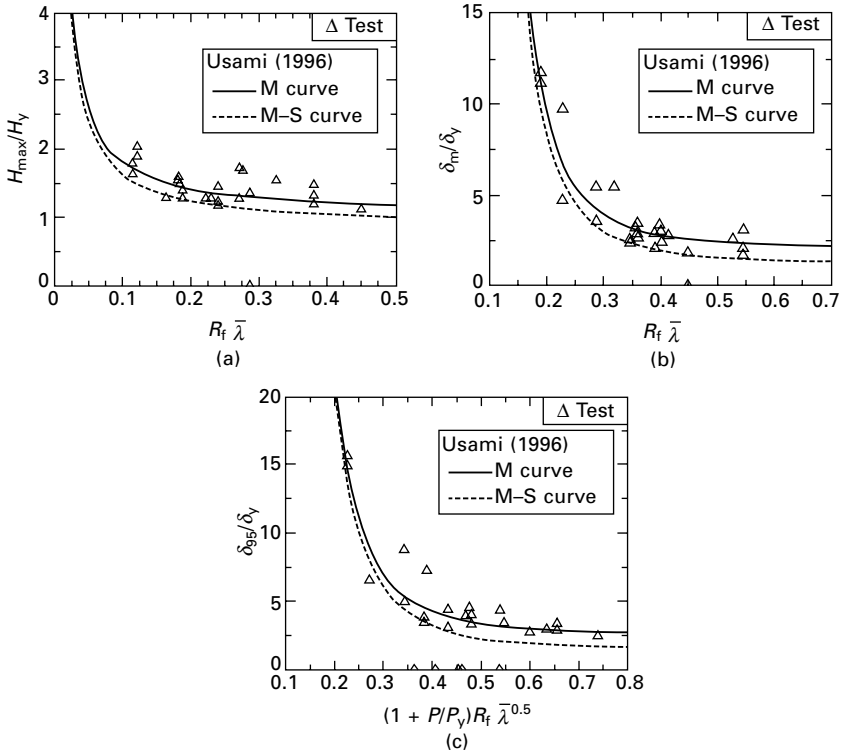 4
3
2
1
0
H_max/H_y
Δ Test
Usami (1996)
M curve
M–S curve
0 0.1 0.2 0.3 0.4 0.5
R_f λ̄
(a)
15
10
5
0
δ_m/δ_y
Δ Test
Usami (1996)
M curve
M–S curve
0.1 0.2 0.3 0.4 0.5 0.6 0.7
R_f λ̄
(b)
20
15
10
5
0
δ_95/δ_y
Δ Test
Usami (1996)
M curve
M–S curve
0.1 0.2 0.3 0.4 0.5 0.6 0.7 0.8
(1 + P/P_y)R_f λ̄^0.5
(c)